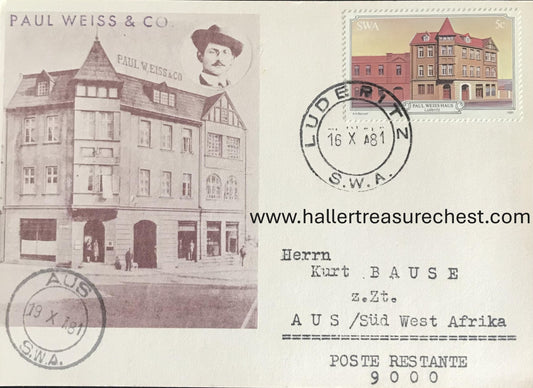 PAUL WEISS & CO.
PAUL WEISS & CO
SWA
5c
PAUL WEISS-HAUS
LÜDERITZ
LUDERITZ
16 X 81
S.W.A.
www.hallertreasurechest.com
Herrn
Kurt BAUSE
z.Zt.
AUS /Süd West Afrika
POSTE RESTANTE
9000
AUS
19 X 81
S.W.A.